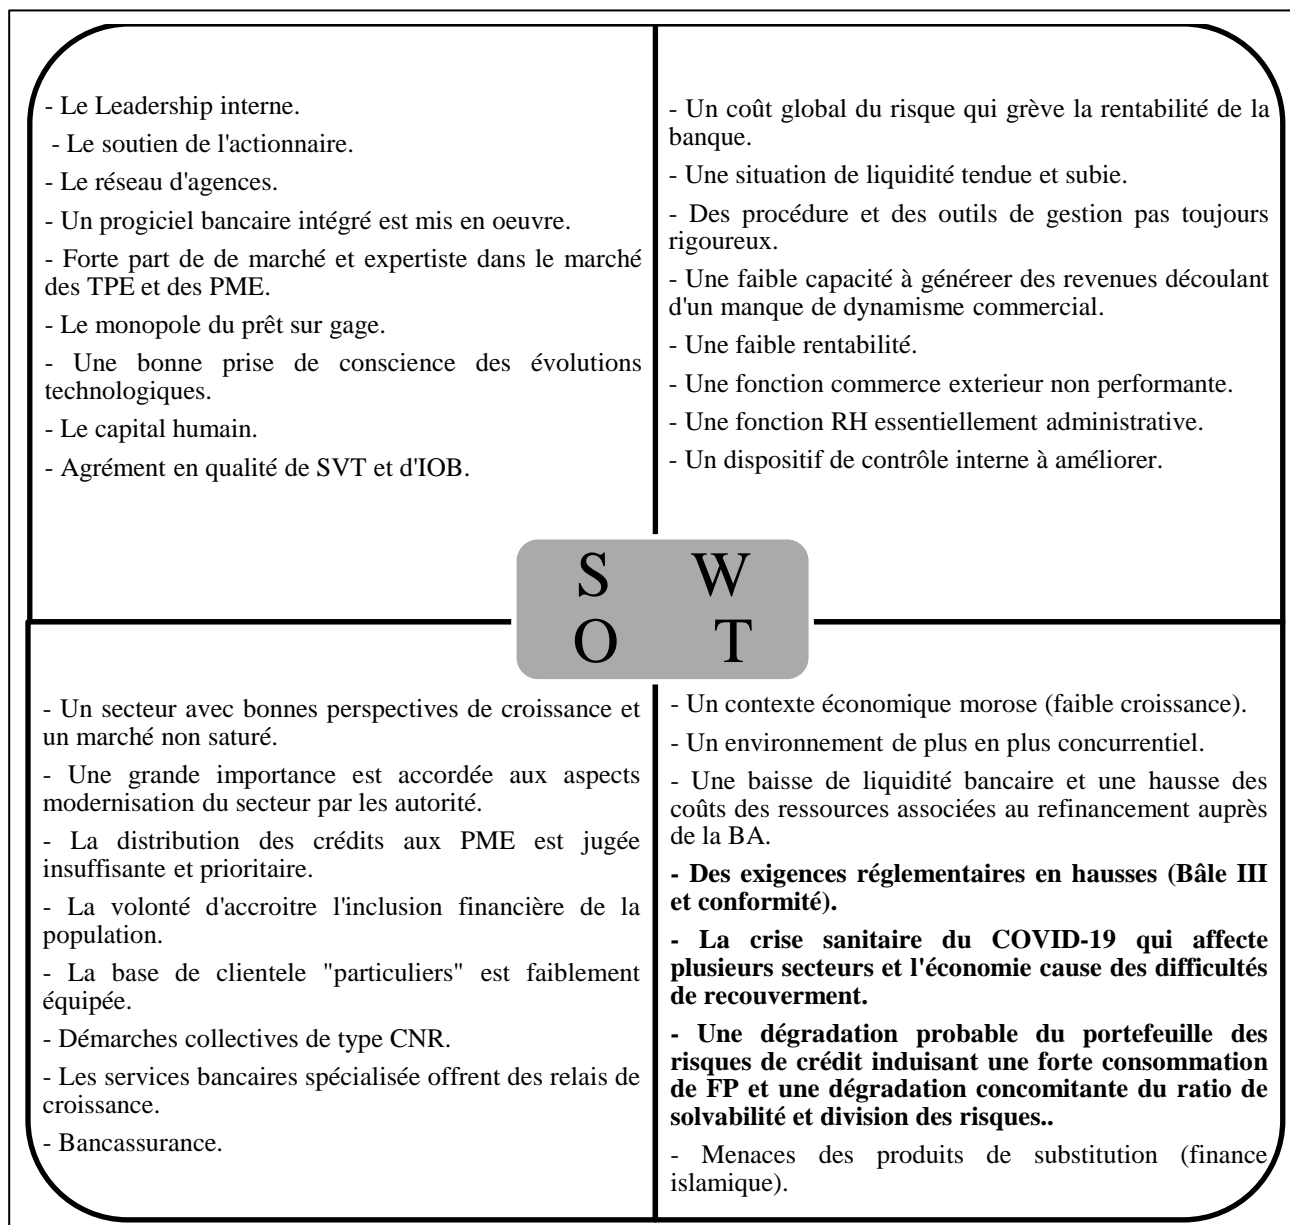 - Le Leadership interne.
- Le soutien de l'actionnaire.
- Le réseau d'agences.
- Un progiciel bancaire intégré est mis en oeuvre.
- Forte part de de marché et expertiste dans le marché
des TPE et des PME.
- Le monopole du prêt sur gage.
- Une bonne prise de conscience des évolutions
technologiques.
- Le capital humain.
- Agrément en qualité de SVT et d'IOB.
- Un coût global du risque qui grève la rentabilité de la
banque.
- Une situation de liquidité tendue et subie.
- Des procédure et des outils de gestion pas toujours
rigoureux.
- Une faible capacité à généreer des revenues découlant
d'un manque de dynamisme commercial.
- Une faible rentabilité.
- Une fonction commerce exterieur non performante.
- Une fonction RH essentiellement administrative.
- Un dispositif de contrôle interne à améliorer.
S W
O T
- Un secteur avec bonnes perspectives de croissance et
un marché non saturé.
- Une grande importance est accordée aux aspects
modernisation du secteur par les autorité.
- La distribution des crédits aux PME est jugée
insuffisante et prioritaire.
- La volonté d'accroitre l'inclusion financière de la
population.
- La base de clientele "particuliers" est faiblement
équipée.
- Démarches collectives de type CNR.
- Les services bancaires spécialisée offrent des relais de
croissance.
- Bancassurance.
- Un contexte économique morose (faible croissance).
- Un environnement de plus en plus concurrentiel.
- Une baisse de liquidité bancaire et une hausse des
coûts des ressources associées au refinancement auprès
de la BA.
- Des exigences réglementaires en hausses (Bâle III
et conformité).
- La crise sanitaire du COVID-19 qui affecte
plusieurs secteurs et l'économie cause des difficultés
de recouverment.
- Une dégradation probable du portefeuille des
risques de crédit induisant une forte consommation
de FP et une dégradation concomitante du ratio de
solvabilité et division des risques..
- Menaces des produits de substitution (finance
islamique).